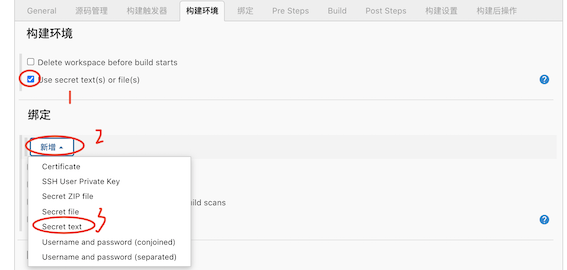 General 源码管理 构建触发器 构建环境 绑定 Pre Steps Build Post Steps 构建设置 构建后操作
构建环境
Delete workspace before build starts
Use secret text(s) or file(s)
1
绑定
2
新增
Certificate
SSH User Private Key
Secret ZIP file
Secret file
3
Secret text
Username and password (conjoined)
Username and password (separated)
ld scans